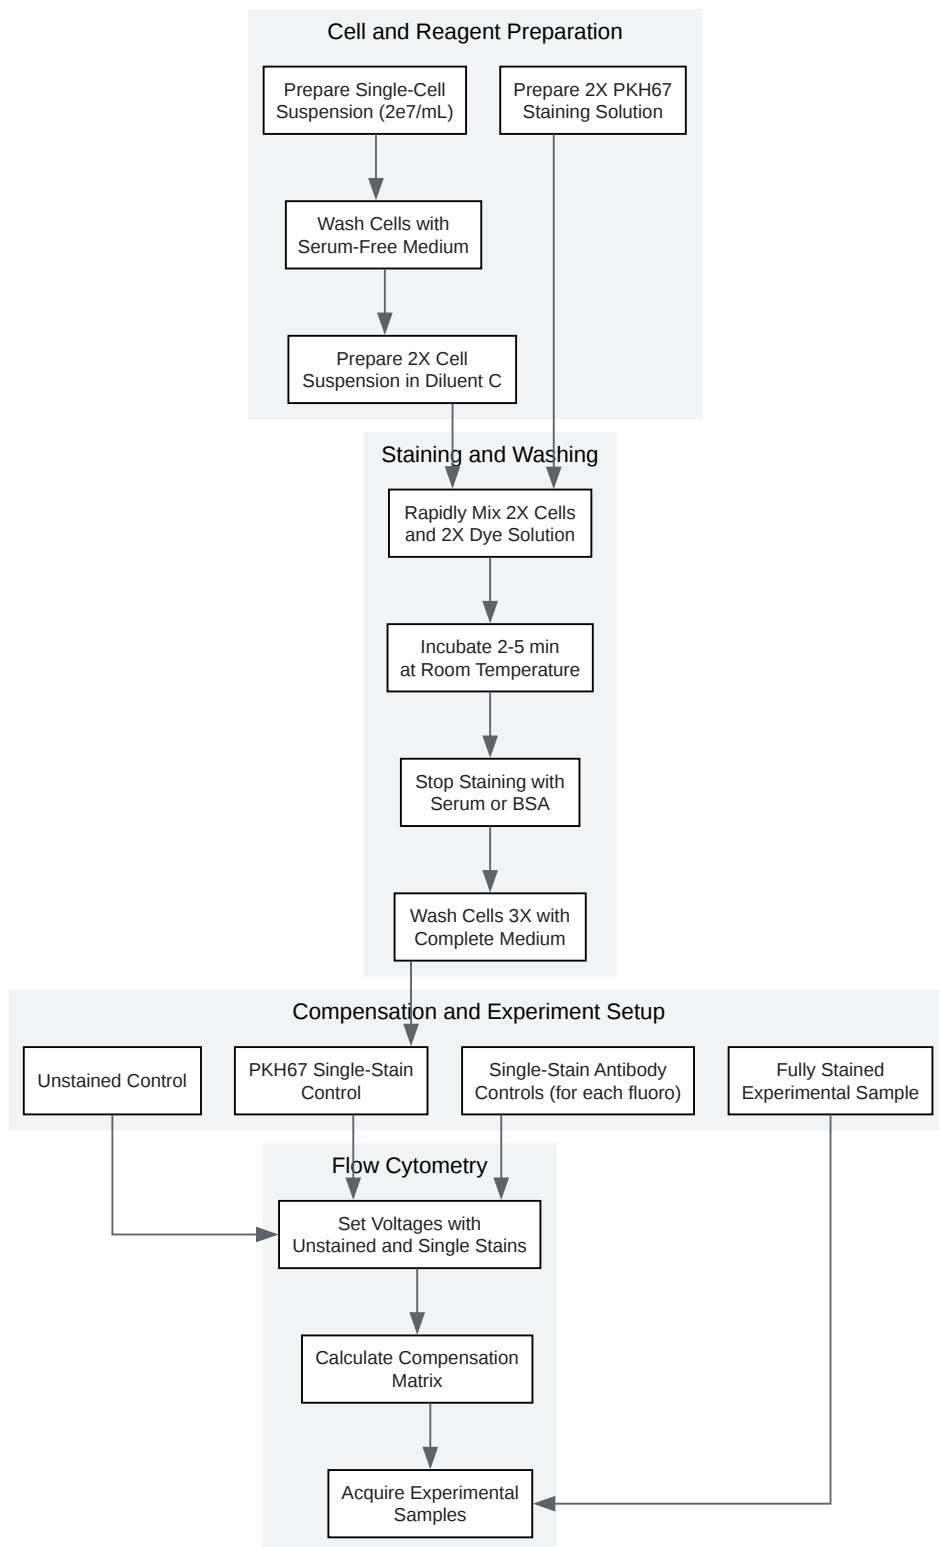 Cell and Reagent Preparation
Prepare Single-Cell
Suspension (2e7/mL)
Prepare 2X PKH67
Staining Solution
Wash Cells with
Serum-Free Medium
Prepare 2X Cell
Suspension in Diluent C
Staining and Washing
Rapidly Mix 2X Cells
and 2X Dye Solution
Incubate 2-5 min
at Room Temperature
Stop Staining with
Serum or BSA
Wash Cells 3X with
Complete Medium
Compensation and Experiment Setup
Unstained Control
PKH67 Single-Stain
Control
Single-Stain Antibody
Controls (for each fluoro)
Fully Stained
Experimental Sample
Flow Cytometry
Set Voltages with
Unstained and Single Stains
Calculate Compensation
Matrix
Acquire Experimental
Samples